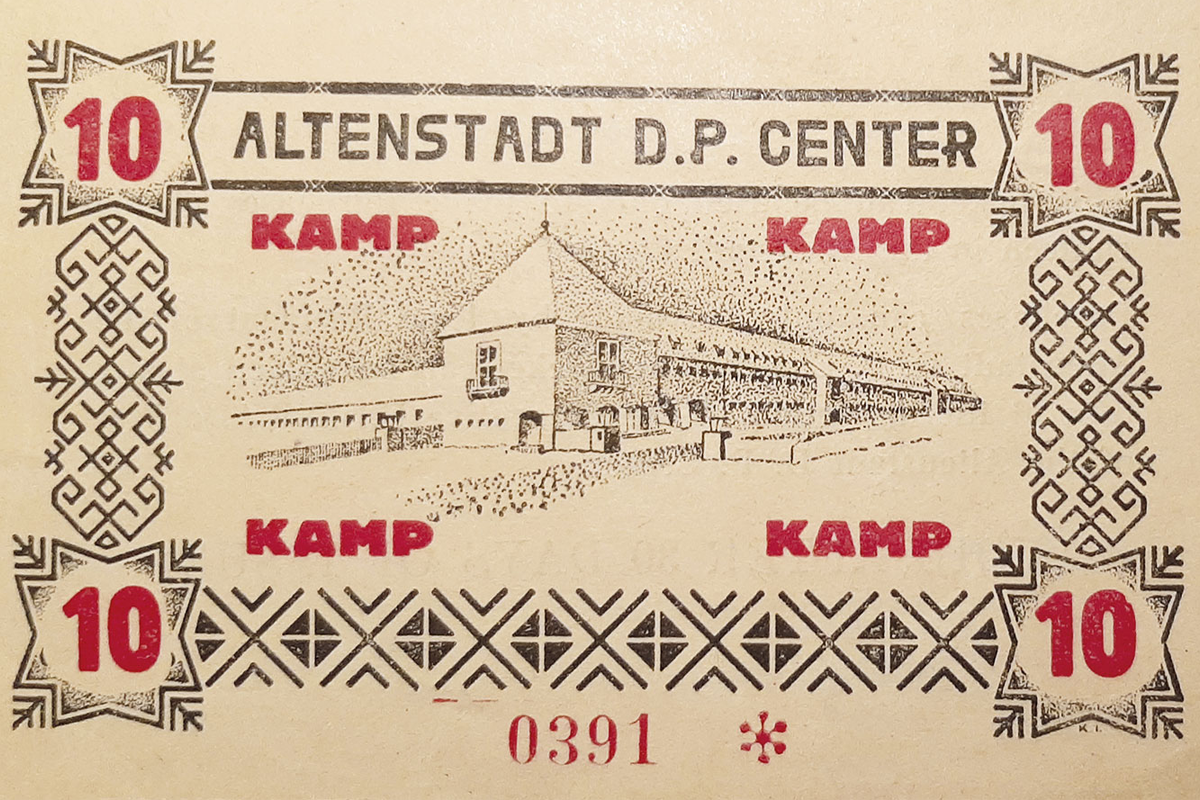 10 ALTENSTADT D.P. CENTER 10
KAMP KAMP
KAMP KAMP
10 10
K.I.
0391 *